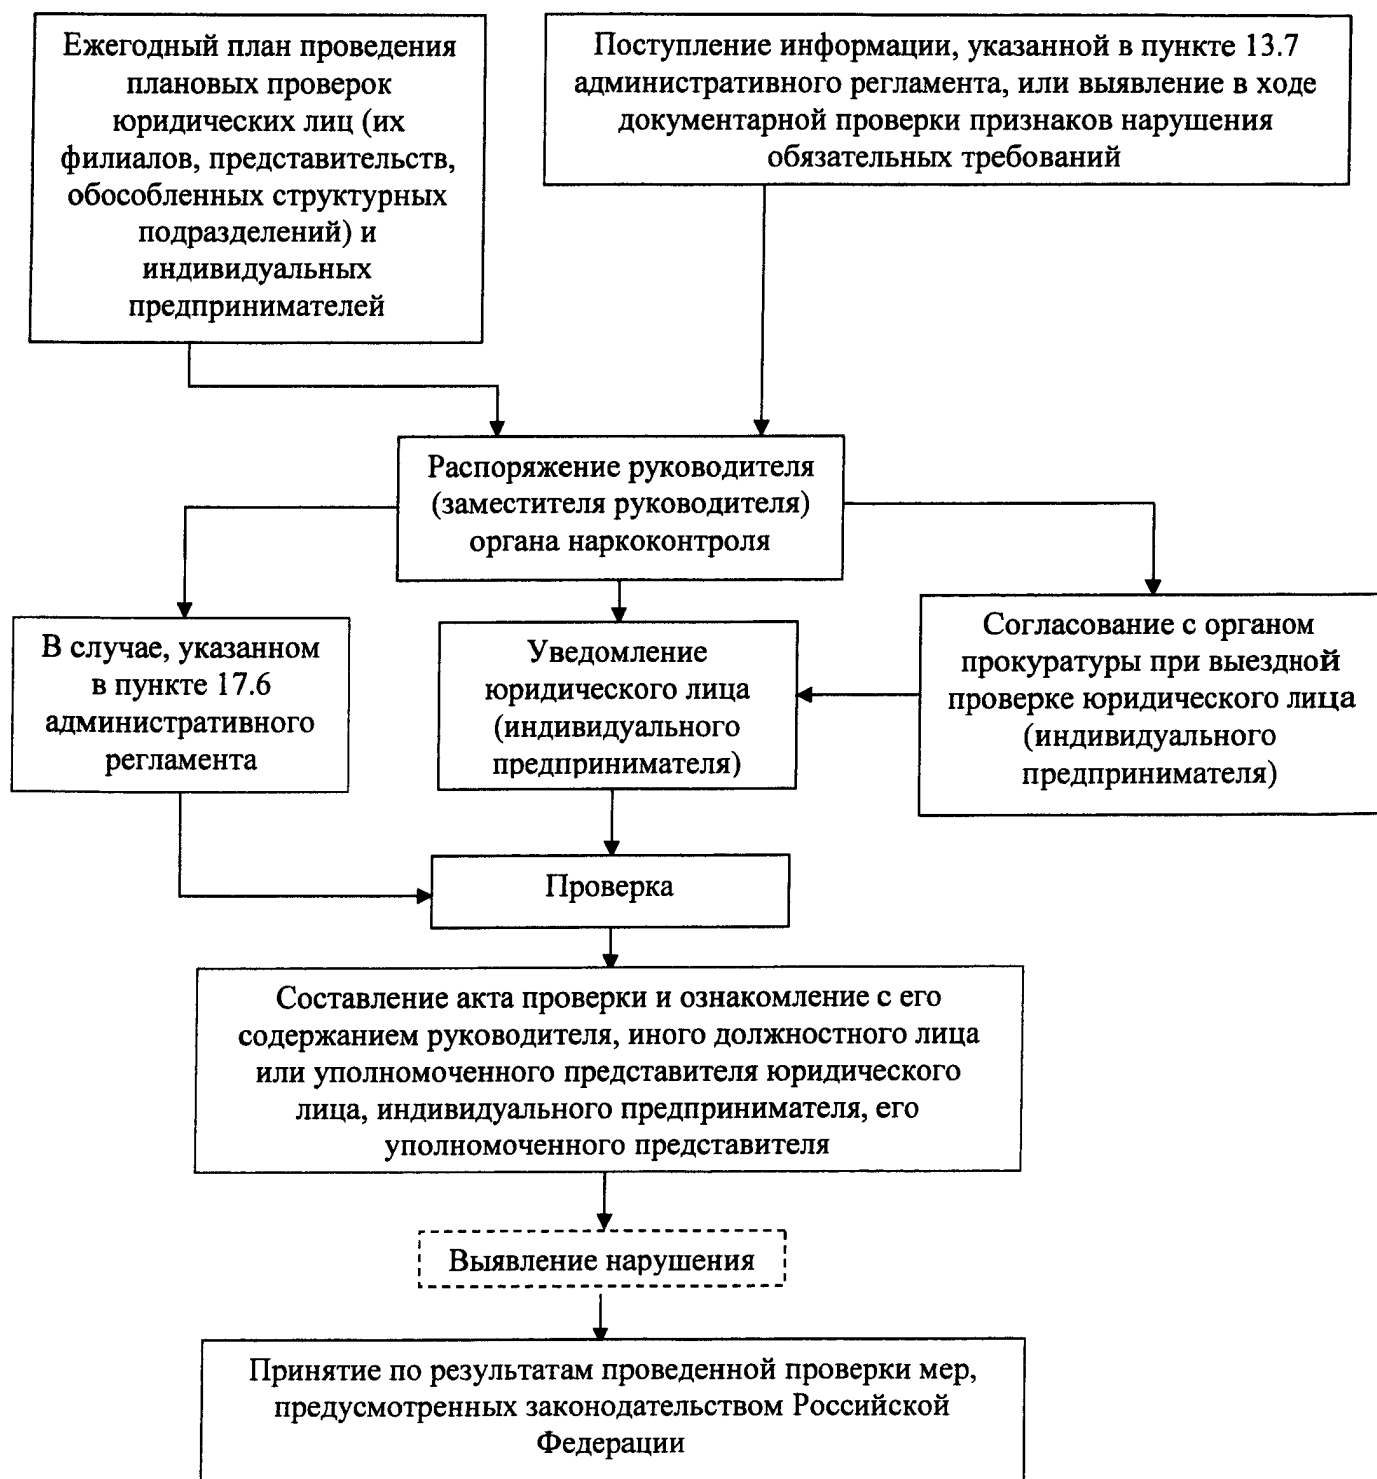 Ежегодный план проведения
плановых проверок
юридических лиц (их
филиалов, представительств,
обособленных структурных
подразделений) и
индивидуальных
предпринимателей
Поступление информации, указанной в пункте 13.7
административного регламента, или выявление в ходе
документарной проверки признаков нарушения
обязательных требований
Распоряжение руководителя
(заместителя руководителя)
органа наркоконтроля
В случае, указанном
в пункте 17.6
административного
регламента
Уведомление
юридического лица
(индивидуального
предпринимателя)
Согласование с органом
прокуратуры при выездной
проверке юридического лица
(индивидуального
предпринимателя)
Проверка
Составление акта проверки и ознакомление с его
содержанием руководителя, иного должностного лица
или уполномоченного представителя юридического
лица, индивидуального предпринимателя, его
уполномоченного представителя
Выявление нарушения
Принятие по результатам проведенной проверки мер,
предусмотренных законодательством Российской
Федерации